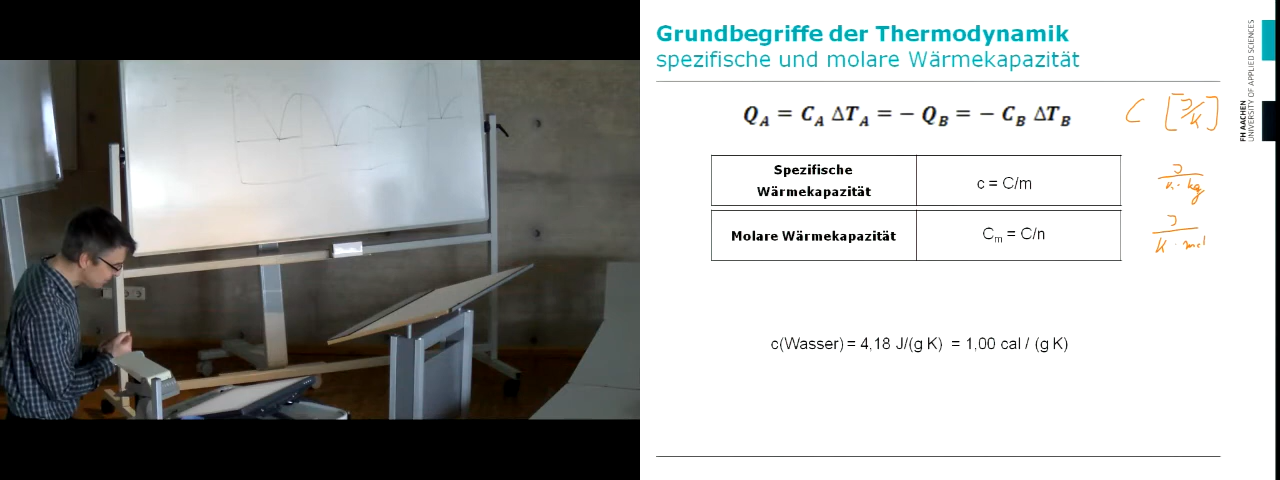 Grundbegriffe der Thermodynamik
spezifische und molare Wärmekapazität
Q_A = C_A ΔT_A = − Q_B = − C_B ΔT_B
C [J/K]
Spezifische
Wärmekapazität
c = C/m
J
K · kg
Molare Wärmekapazität
C_m = C/n
J
K · mol
c(Wasser) = 4,18 J/(g K) = 1,00 cal / (g K)
FH AACHEN
UNIVERSITY OF APPLIED SCIENCES